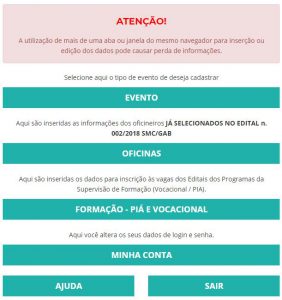 ATENÇÃO!
A utilização de mais de uma aba ou janela do mesmo navegador para inserção ou
edição dos dados pode causar perda de informações.
Selecione aqui o tipo de evento de deseja cadastrar
EVENTO
Aqui são inseridas as informações dos oficineiros JÁ SELECIONADOS NO EDITAL n.
002/2018 SMC/GAB
OFICINAS
Aqui são inseridas os dados para inscrição às vagas dos Editais dos Programas da
Supervisão de Formação (Vocacional / PIA).
FORMAÇÃO - PIÁ E VOCACIONAL
Aqui você altera os seus dados de login e senha.
MINHA CONTA
AJUDA
SAIR